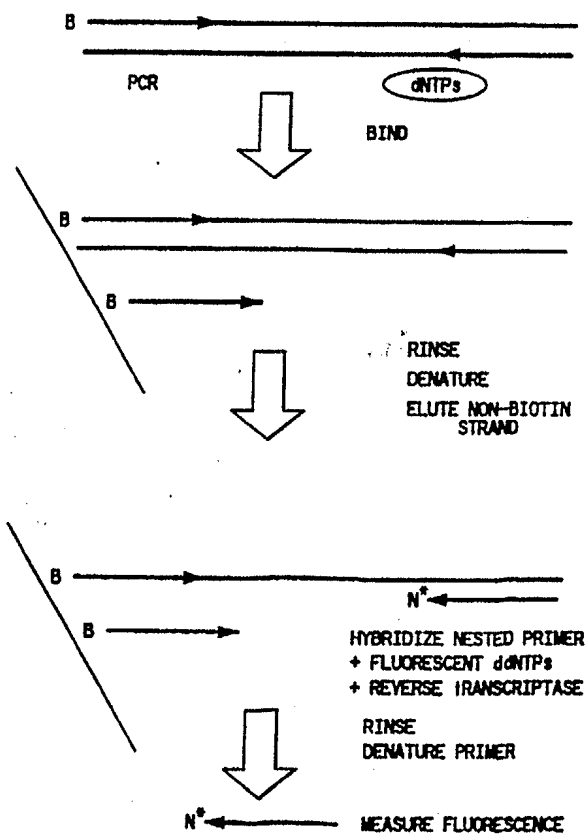 B
PCR
dNTPs
BIND
B
B
RINSE
DENATURE
ELUTE NON-BIOTIN
STRAND
B
N*
B
HYBRIDIZE NESTED PRIMER
+ FLUORESCENT ddNTPs
+ REVERSE TRANSCRIPTASE
RINSE
DENATURE PRIMER
N*
MEASURE FLUORESCENCE